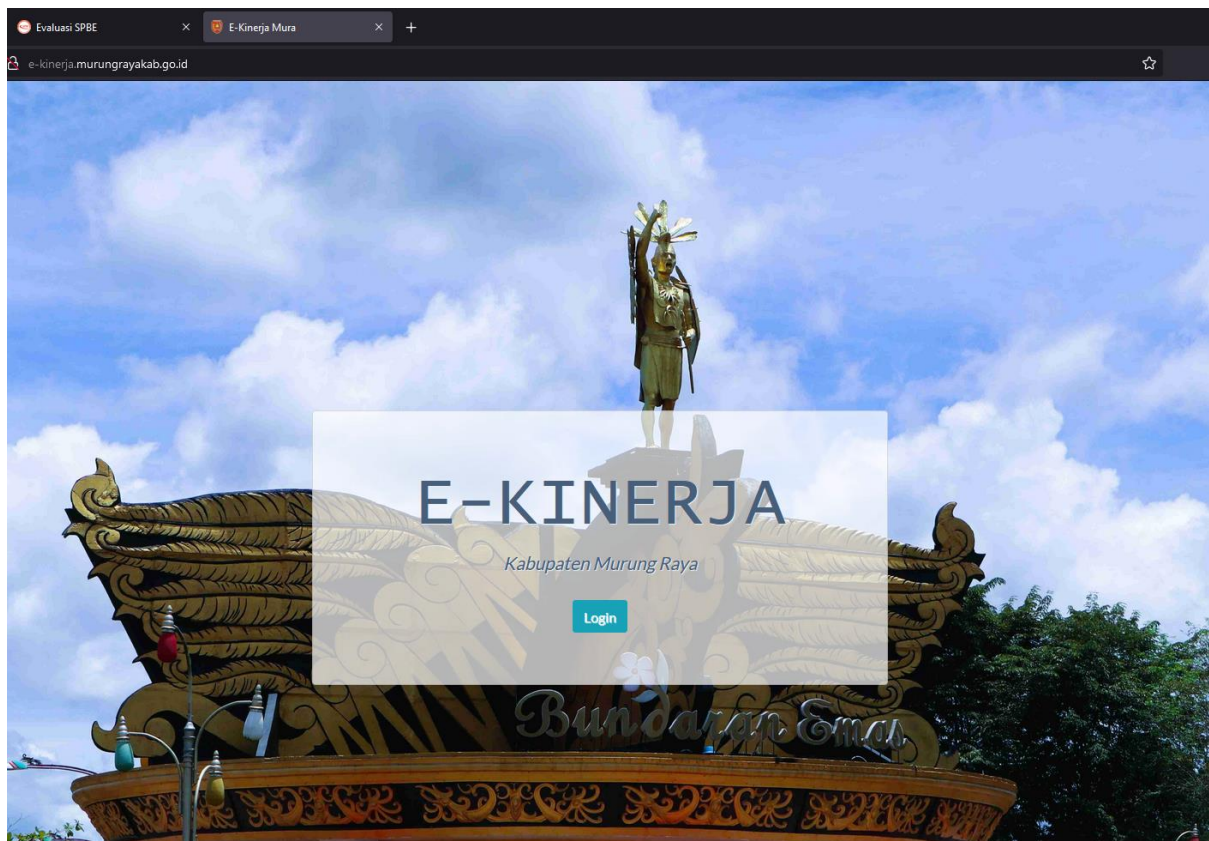 Evaluasi SPBE
E-Kinerja Mura
e-kinerja.murungrayakab.go.id
E-KINERJA
Kabupaten Murung Raya
Login
Bundaran Emas